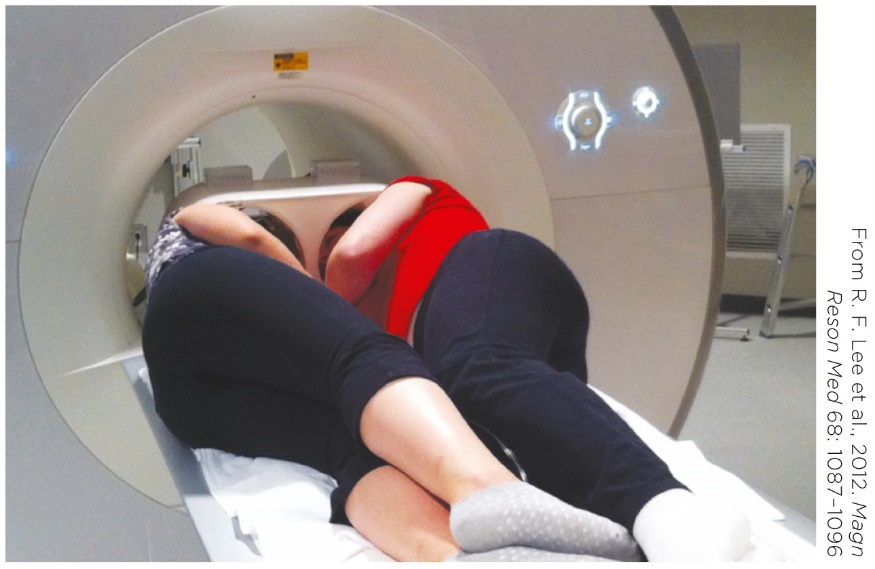 From R. F. Lee et al., 2012. Magn
Reson Med 68: 1087–1096